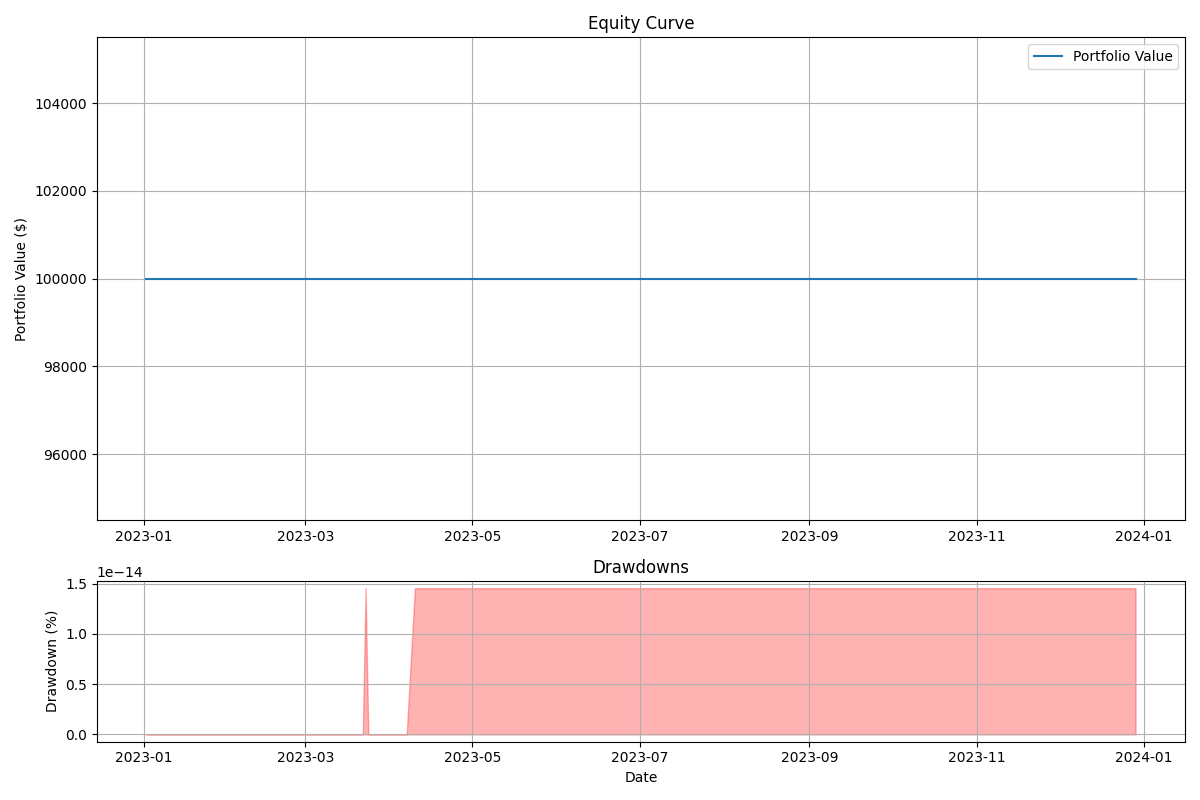 Equity Curve
Portfolio Value
104000
102000
100000
98000
96000
Portfolio Value ($)
2023-01 2023-03 2023-05 2023-07 2023-09 2023-11 2024-01
Drawdowns
1e−14
1.5
1.0
0.5
0.0
Drawdown (%)
2023-01 2023-03 2023-05 2023-07 2023-09 2023-11 2024-01
Date